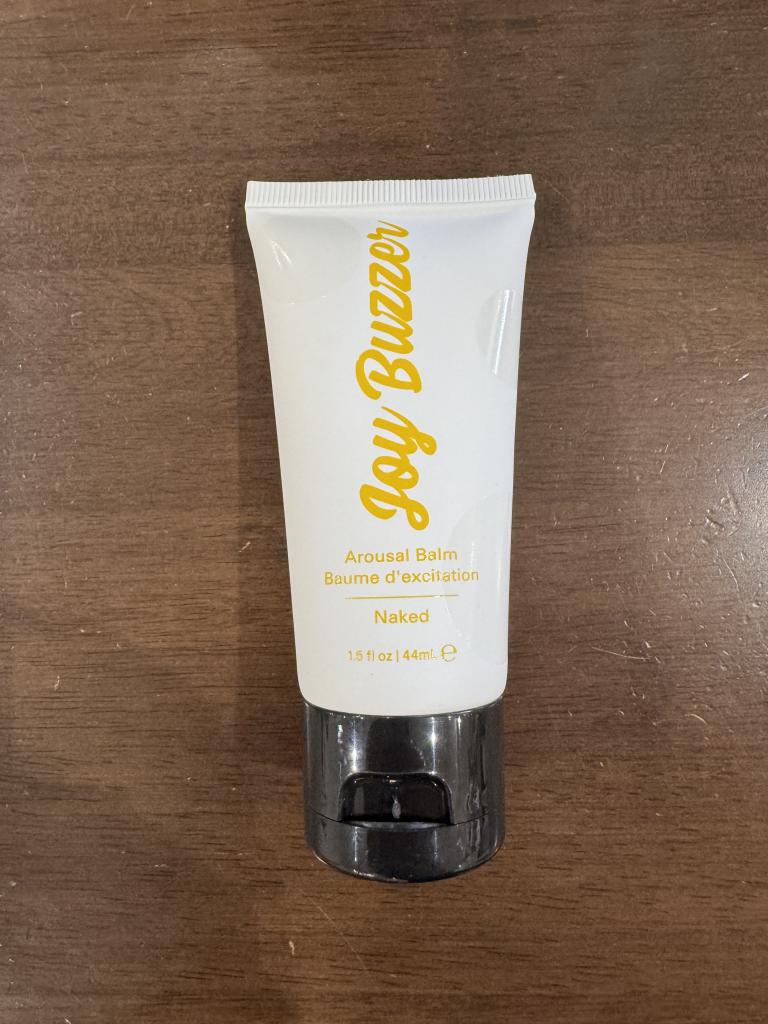 Joy Buzzer
Arousal Balm
Baume d'excitation
Naked
1.5 fl oz | 44mL ℮